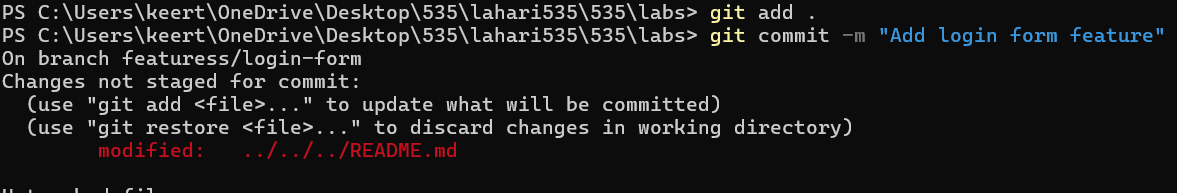 PS C:\Users\keert\OneDrive\Desktop\535\lahari535\535\labs> git add .
PS C:\Users\keert\OneDrive\Desktop\535\lahari535\535\labs> git commit -m "Add login form feature"
On branch featuress/login-form
Changes not staged for commit:
  (use "git add <file>..." to update what will be committed)
  (use "git restore <file>..." to discard changes in working directory)
        modified:   ../../../README.md